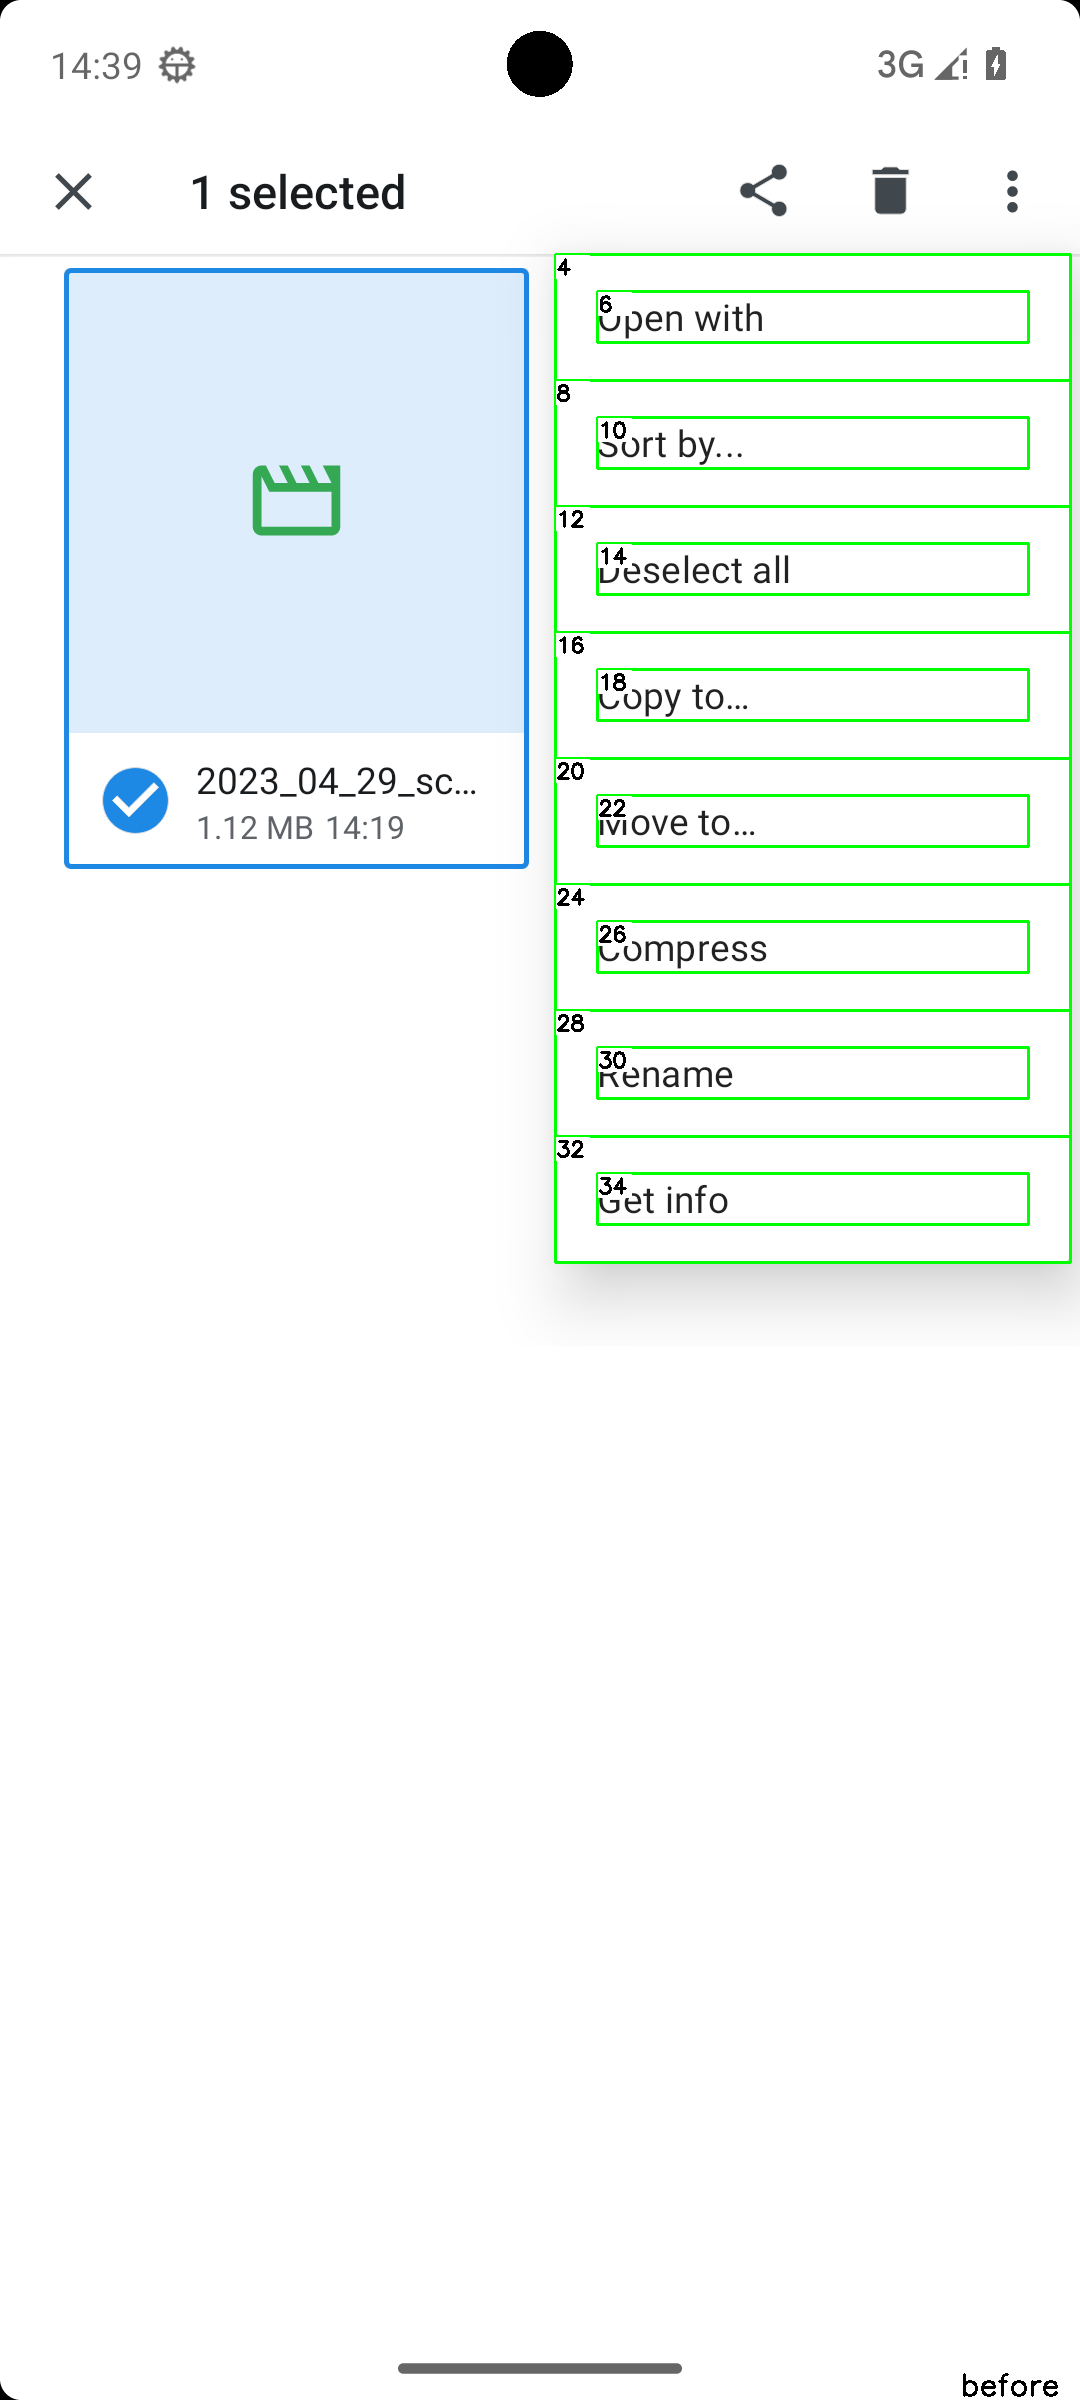 14:39
3G
1 selected
4
6
Open with
8
10
Sort by...
12
14
Deselect all
16
18
Copy to…
20
22
Move to…
24
26
Compress
28
30
Rename
32
34
Get info
2023_04_29_sc…
1.12 MB 14:19
before